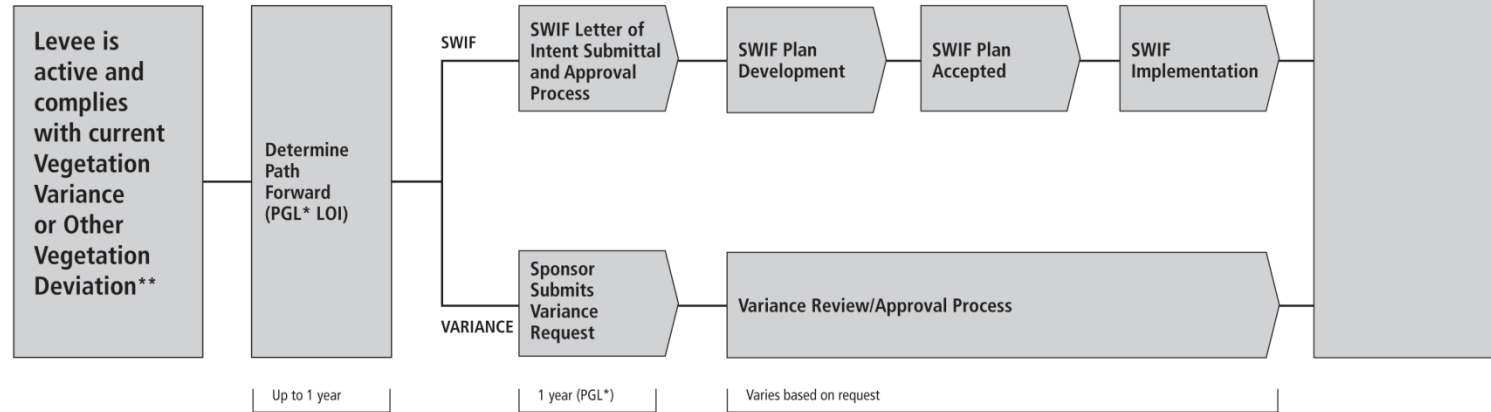 Levee is
active and
complies
with current
Vegetation
Variance
or Other
Vegetation
Deviation**
Determine
Path
Forward
(PGL* LOI)
SWIF
SWIF Letter of
Intent Submittal
and Approval
Process
SWIF Plan
Development
SWIF Plan
Accepted
SWIF
Implementation
VARIANCE
Sponsor
Submits
Variance
Request
Variance Review/Approval Process
Up to 1 year
1 year (PGL*)
Varies based on request